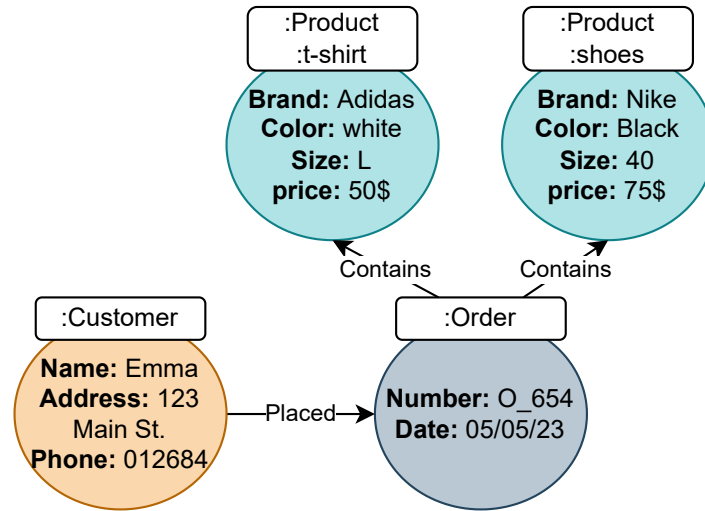 :Product
:t-shirt
Brand: Adidas
Color: white
Size: L
price: 50$
:Product
:shoes
Brand: Nike
Color: Black
Size: 40
price: 75$
Contains
Contains
:Customer
Name: Emma
Address: 123
Main St.
Phone: 012684
Placed
:Order
Number: O_654
Date: 05/05/23